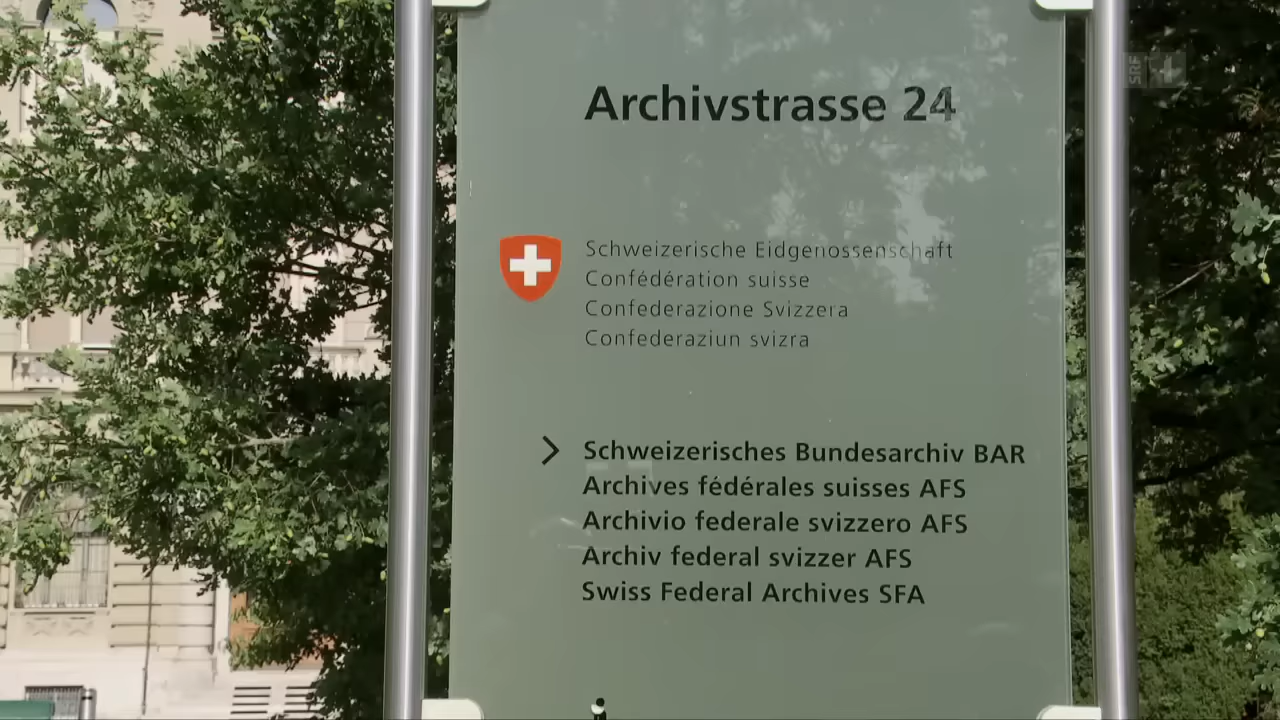 Archivstrasse 24
SRF
Schweizerische Eidgenossenschaft
Confédération suisse
Confederazione Svizzera
Confederaziun svizra
Schweizerisches Bundesarchiv BAR
Archives fédérales suisses AFS
Archivio federale svizzero AFS
Archiv federal svizzer AFS
Swiss Federal Archives SFA